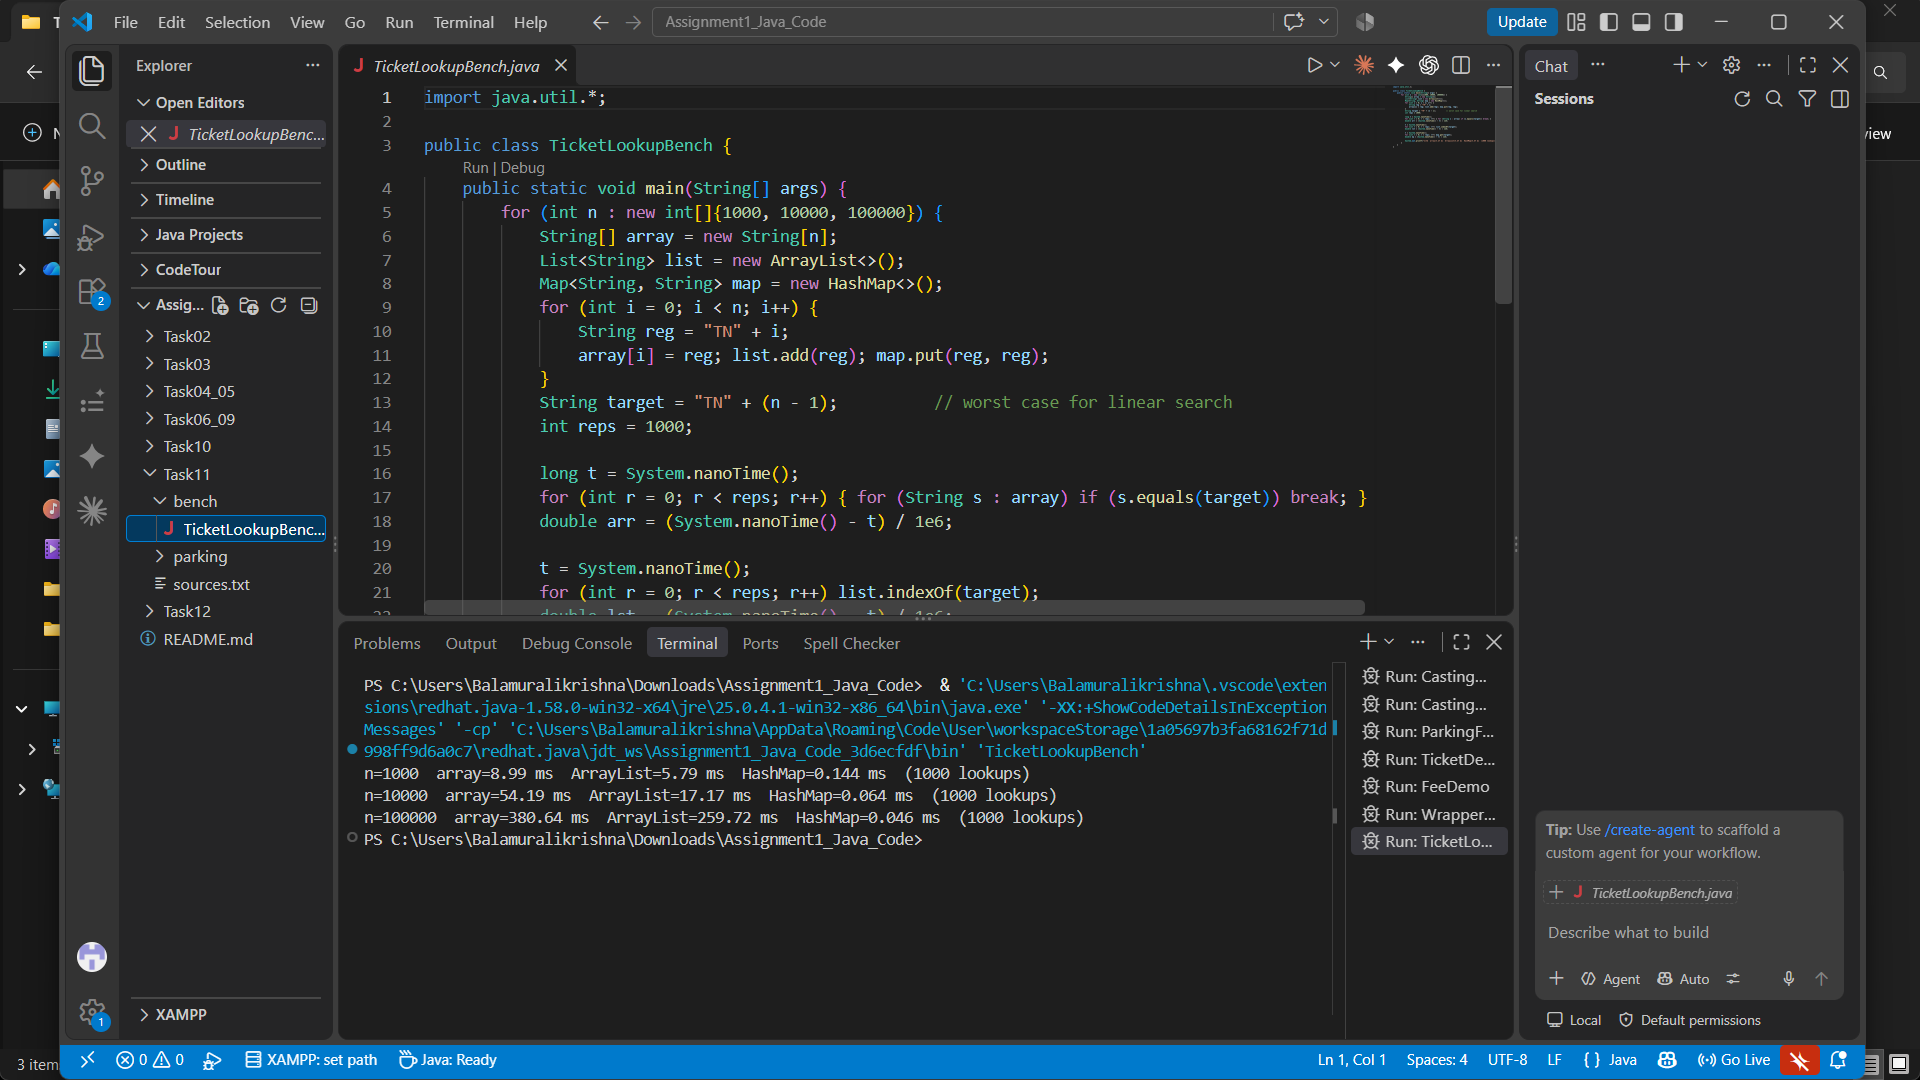 File Edit Selection View Go Run Terminal Help
Assignment1_Java_Code
Update
Explorer
Open Editors
TicketLookupBenc...
Outline
Timeline
Java Projects
CodeTour
Assig...
Task02
Task03
Task04_05
Task06_09
Task10
Task11
bench
TicketLookupBenc...
parking
sources.txt
Task12
README.md
XAMPP
2
1
TicketLookupBench.java
1 import java.util.*;
2
3 public class TicketLookupBench {
Run | Debug
4 public static void main(String[] args) {
5 for (int n : new int[]{1000, 10000, 100000}) {
6 String[] array = new String[n];
7 List<String> list = new ArrayList<>();
8 Map<String, String> map = new HashMap<>();
9 for (int i = 0; i < n; i++) {
10 String reg = "TN" + i;
11 array[i] = reg; list.add(reg); map.put(reg, reg);
12 }
13 String target = "TN" + (n - 1); // worst case for linear search
14 int reps = 1000;
15
16 long t = System.nanoTime();
17 for (int r = 0; r < reps; r++) { for (String s : array) if (s.equals(target)) break; }
18 double arr = (System.nanoTime() - t) / 1e6;
19
20 t = System.nanoTime();
21 for (int r = 0; r < reps; r++) list.indexOf(target);
Problems Output Debug Console Terminal Ports Spell Checker
PS C:\Users\Balamuralikrishna\Downloads\Assignment1_Java_Code> & 'C:\Users\Balamuralikrishna\.vscode\exten
sions\redhat.java-1.58.0-win32-x64\jre\25.0.4.1-win32-x86_64\bin\java.exe' '-XX:+ShowCodeDetailsInException
Messages' '-cp' 'C:\Users\Balamuralikrishna\AppData\Roaming\Code\User\workspaceStorage\1a05697b3fa68162f71d
998ff9d6a0c7\redhat.java\jdt_ws\Assignment1_Java_Code_3d6ecfdf\bin' 'TicketLookupBench'
n=1000 array=8.99 ms ArrayList=5.79 ms HashMap=0.144 ms (1000 lookups)
n=10000 array=54.19 ms ArrayList=17.17 ms HashMap=0.064 ms (1000 lookups)
n=100000 array=380.64 ms ArrayList=259.72 ms HashMap=0.046 ms (1000 lookups)
PS C:\Users\Balamuralikrishna\Downloads\Assignment1_Java_Code>
Run: Casting...
Run: Casting...
Run: ParkingF...
Run: TicketDe...
Run: FeeDemo
Run: Wrapper...
Run: TicketLo...
Chat
Sessions
Tip: Use /create-agent to scaffold a
custom agent for your workflow.
TicketLookupBench.java
Describe what to build
Agent Auto
Local Default permissions
0 0 XAMPP: set path Java: Ready
Ln 1, Col 1 Spaces: 4 UTF-8 LF {} Java Go Live